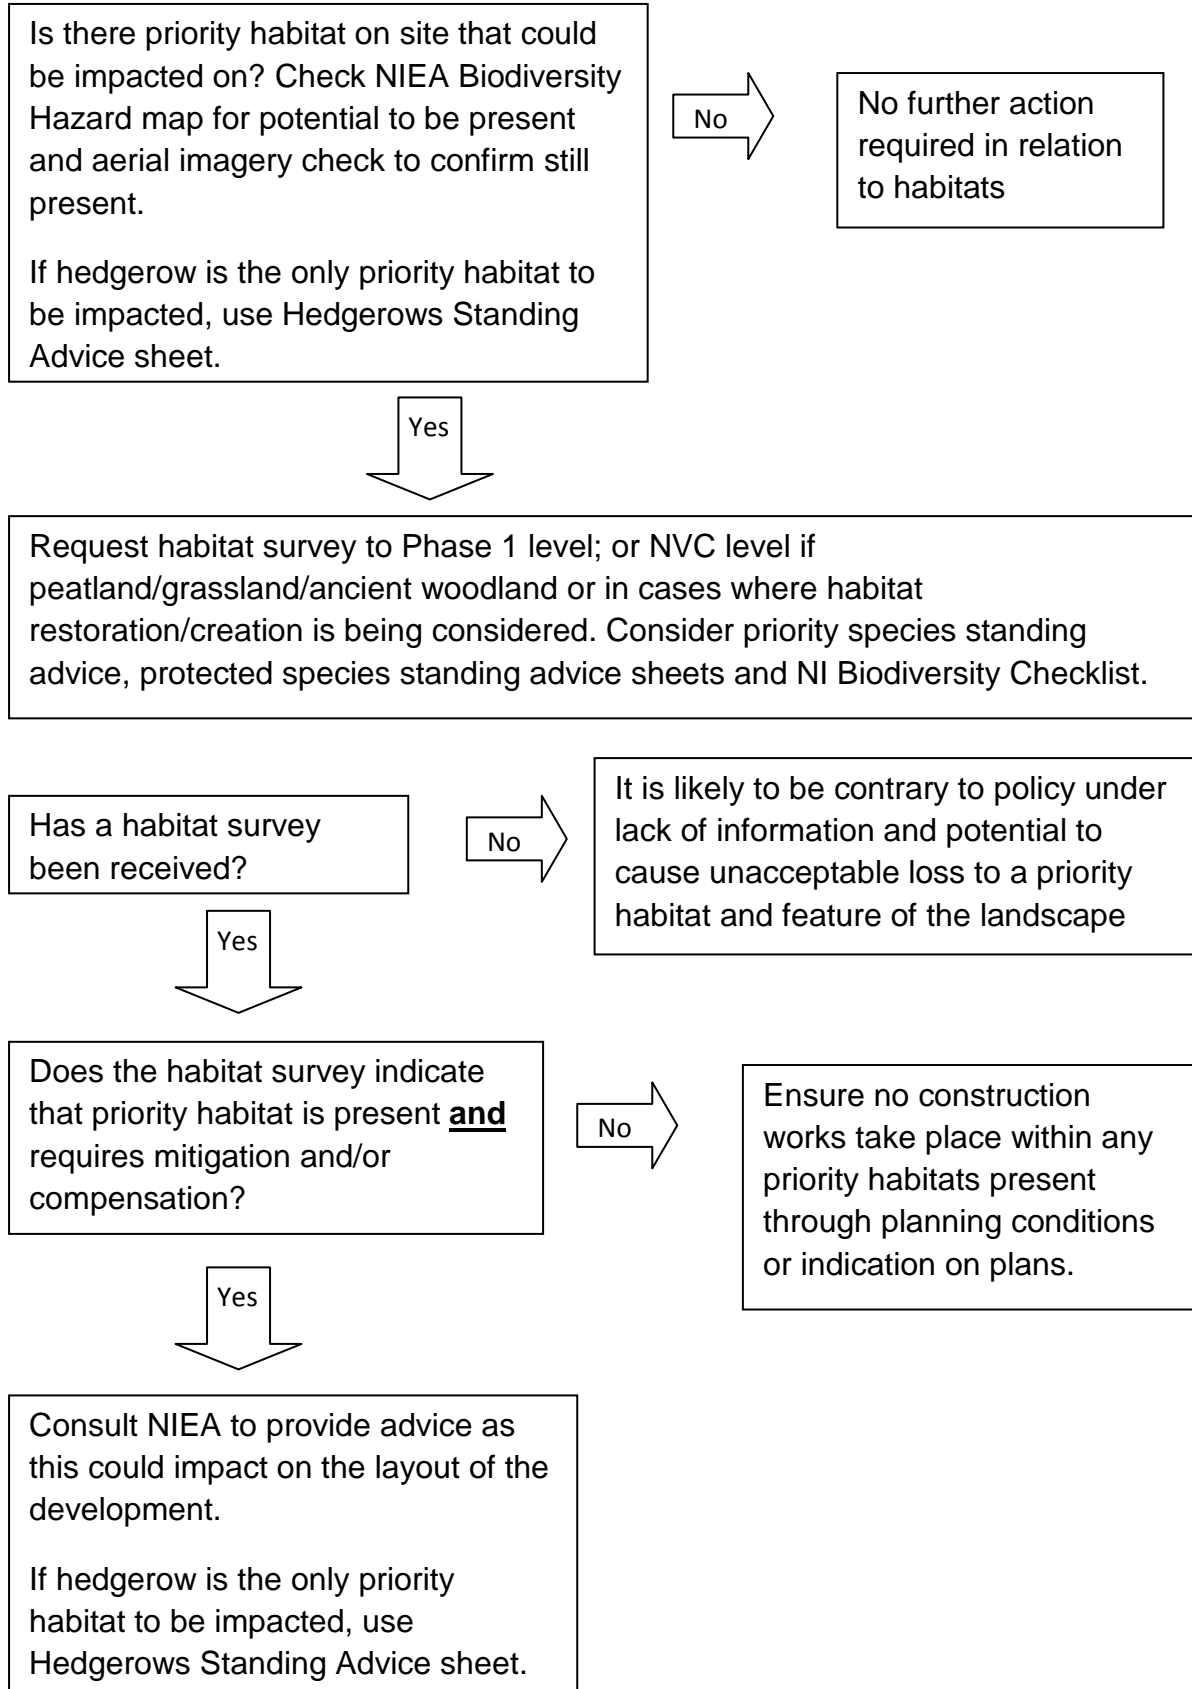 Is there priority habitat on site that could
be impacted on? Check NIEA Biodiversity
Hazard map for potential to be present
and aerial imagery check to confirm still
present.
If hedgerow is the only priority habitat to
be impacted, use Hedgerows Standing
Advice sheet.
No
No further action
required in relation
to habitats
Yes
Request habitat survey to Phase 1 level; or NVC level if
peatland/grassland/ancient woodland or in cases where habitat
restoration/creation is being considered. Consider priority species standing
advice, protected species standing advice sheets and NI Biodiversity Checklist.
Has a habitat survey
been received?
No
It is likely to be contrary to policy under
lack of information and potential to
cause unacceptable loss to a priority
habitat and feature of the landscape
Yes
Does the habitat survey indicate
that priority habitat is present and
requires mitigation and/or
compensation?
No
Ensure no construction
works take place within any
priority habitats present
through planning conditions
or indication on plans.
Yes
Consult NIEA to provide advice as
this could impact on the layout of the
development.
If hedgerow is the only priority
habitat to be impacted, use
Hedgerows Standing Advice sheet.